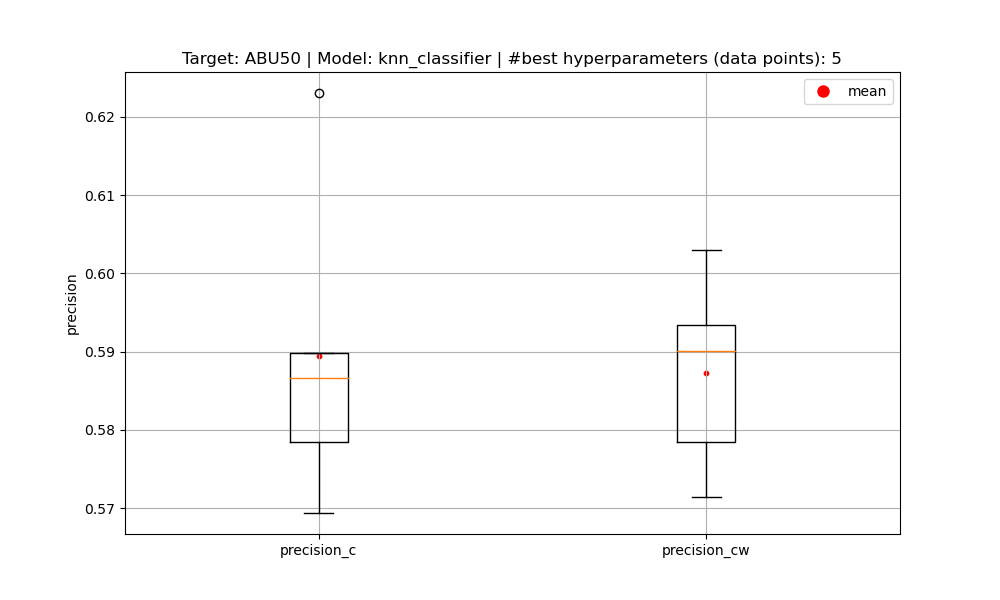 Target: ABU50 | Model: knn_classifier | #best hyperparameters (data points): 5
mean
0.62
0.61
0.60
0.59
0.58
0.57
precision
precision_c
precision_cw